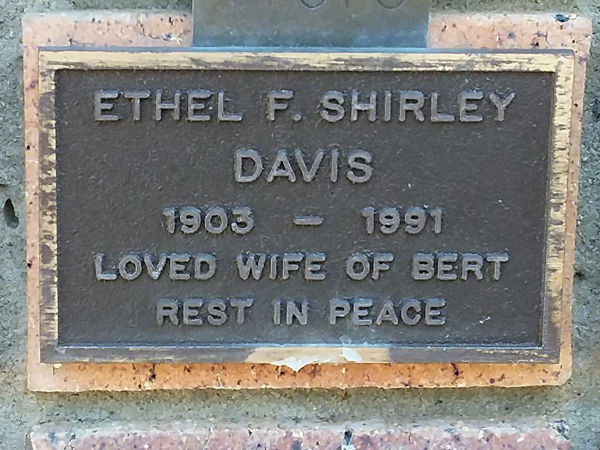 ETHEL F. SHIRLEY
DAVIS
1903 – 1991
LOVED WIFE OF BERT
REST IN PEACE